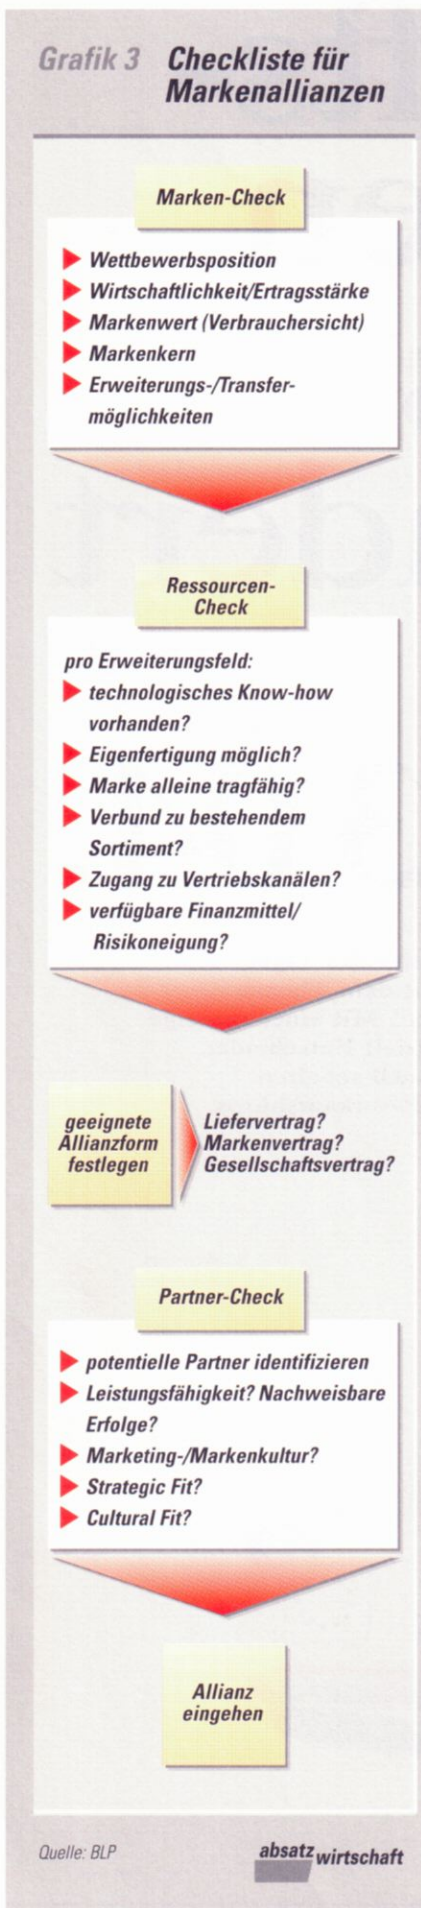 Grafik 3 Checkliste für
Markenallianzen
Marken-Check
Wettbewerbsposition
Wirtschaftlichkeit/Ertragsstärke
Markenwert (Verbrauchersicht)
Markenkern
Erweiterungs-/Transfer-
möglichkeiten
Ressourcen-
Check
pro Erweiterungsfeld:
technologisches Know-how
vorhanden?
Eigenfertigung möglich?
Marke alleine tragfähig?
Verbund zu bestehendem
Sortiment?
Zugang zu Vertriebskanälen?
verfügbare Finanzmittel/
Risikoneigung?
geeignete
Allianzform
festlegen
Liefervertrag?
Markenvertrag?
Gesellschaftsvertrag?
Partner-Check
potentielle Partner identifizieren
Leistungsfähigkeit? Nachweisbare
Erfolge?
Marketing-/Markenkultur?
Strategic Fit?
Cultural Fit?
Allianz
eingehen
Quelle: BLP
absatzwirtschaft